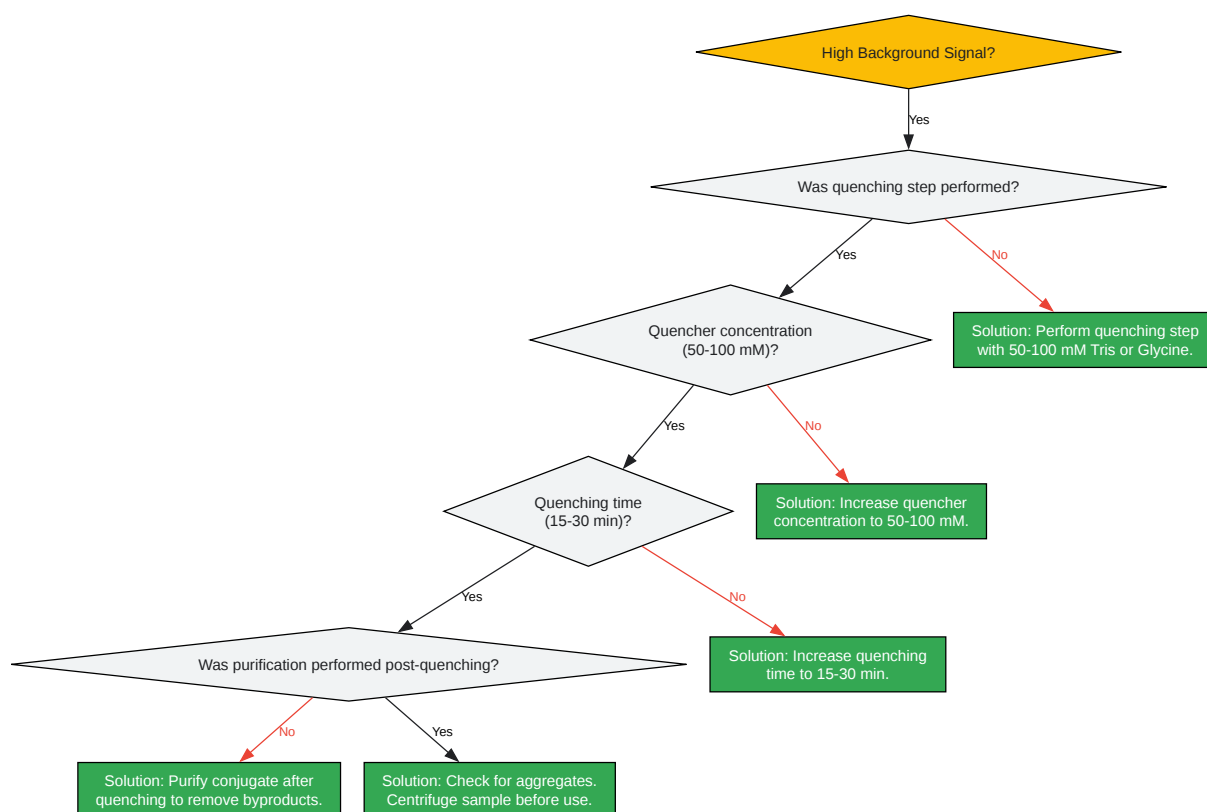 High Background Signal?
Yes
Was quenching step performed?
Yes
No
Quencher concentration
(50-100 mM)?
Solution: Perform quenching step
with 50-100 mM Tris or Glycine.
Yes
No
Quenching time
(15-30 min)?
Solution: Increase quencher
concentration to 50-100 mM.
Yes
No
Was purification performed post-quenching?
Solution: Increase quenching
time to 15-30 min.
No
Yes
Solution: Purify conjugate after
quenching to remove byproducts.
Solution: Check for aggregates.
Centrifuge sample before use.